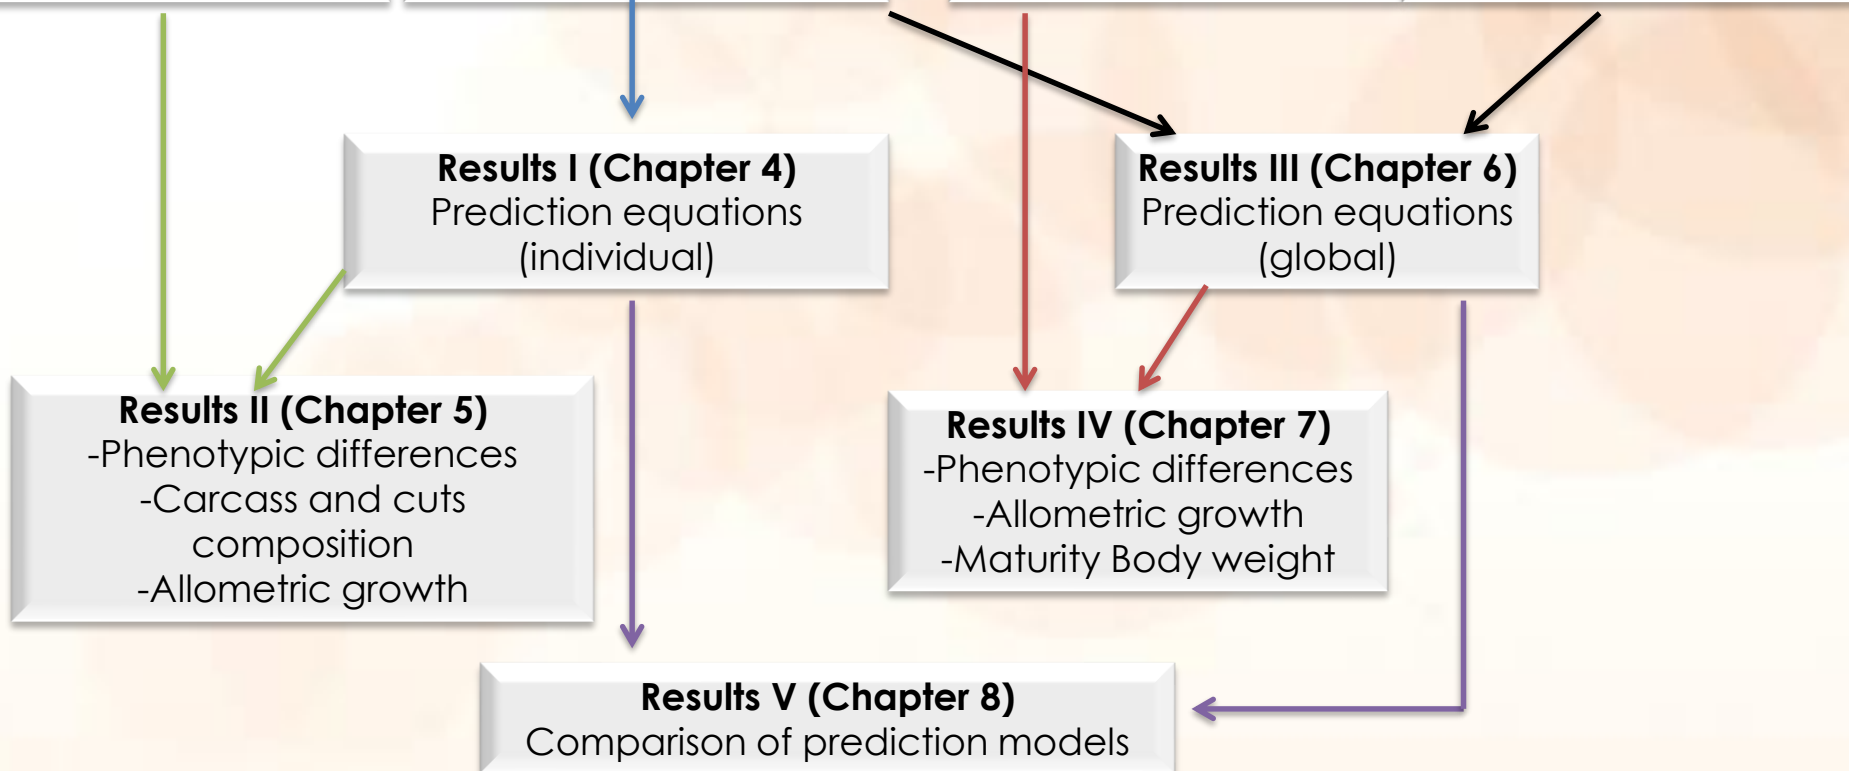 Results I (Chapter 4)
Prediction equations
(individual)
Results III (Chapter 6)
Prediction equations
(global)
Results II (Chapter 5)
-Phenotypic differences
-Carcass and cuts
composition
-Allometric growth
Results IV (Chapter 7)
-Phenotypic differences
-Allometric growth
-Maturity Body weight
Results V (Chapter 8)
Comparison of prediction models